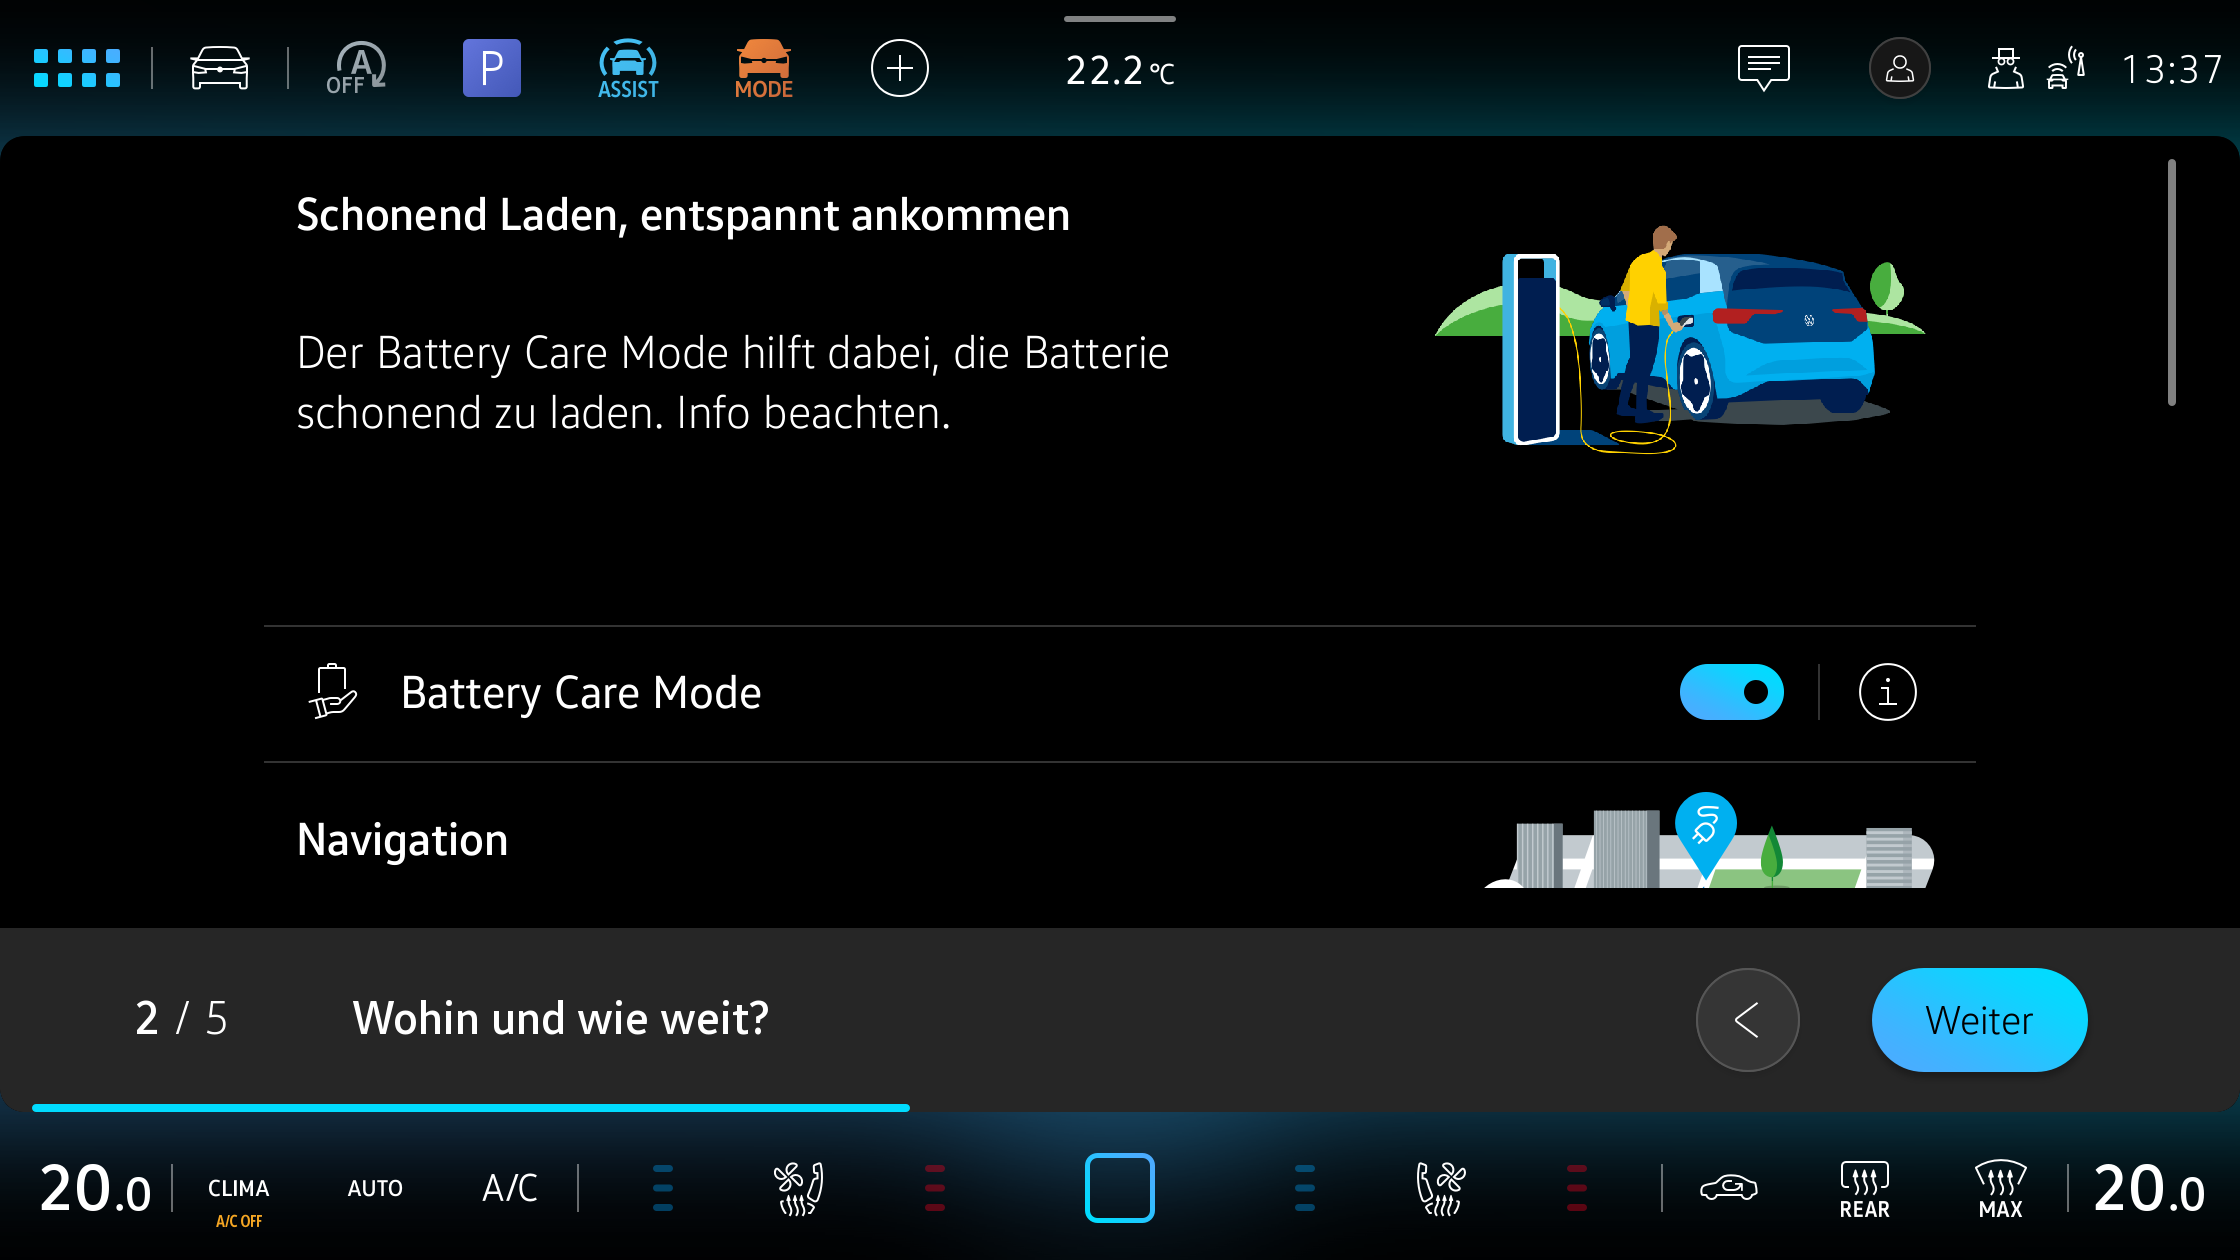 A
OFF
P
ASSIST
MODE
22.2 °C
13:37
Schonend Laden, entspannt ankommen
Der Battery Care Mode hilft dabei, die Batterie
schonend zu laden. Info beachten.
Battery Care Mode
i
Navigation
2 / 5
Wohin und wie weit?
Weiter
20.0
CLIMA
A/C OFF
AUTO
A/C
REAR
MAX
20.0